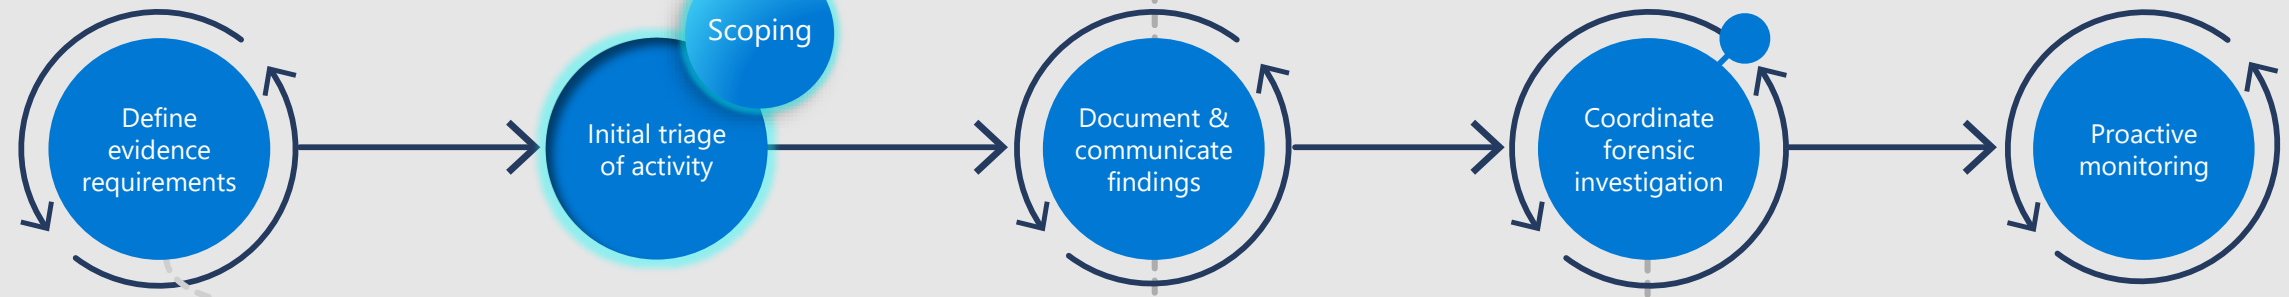 Scoping
Define
evidence
requirements
Initial triage
of activity
Document &
communicate
findings
Coordinate
forensic
investigation
Proactive
monitoring